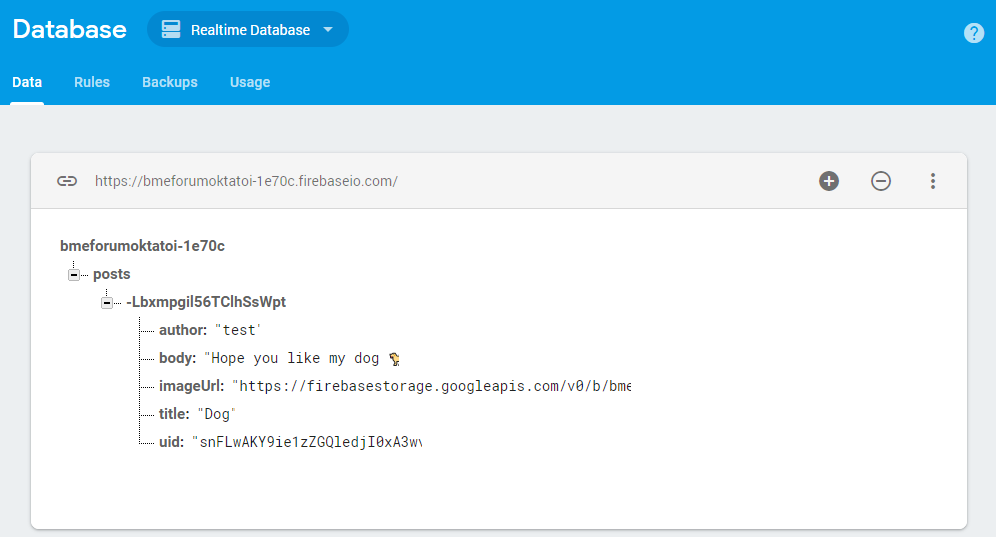 Database Realtime Database
Data Rules Backups Usage
https://bmeforumoktatoi-1e70c.firebaseio.com/
bmeforumoktatoi-1e70c
posts
-Lbxmpgil56TClhSsWpt
author: "test'
body: "Hope you like my dog 🐕
imageUrl: "https://firebasestorage.googleapis.com/v0/b/bme
title: "Dog"
uid: "snFLwAKY9ie1zZGQledjI0xA3w